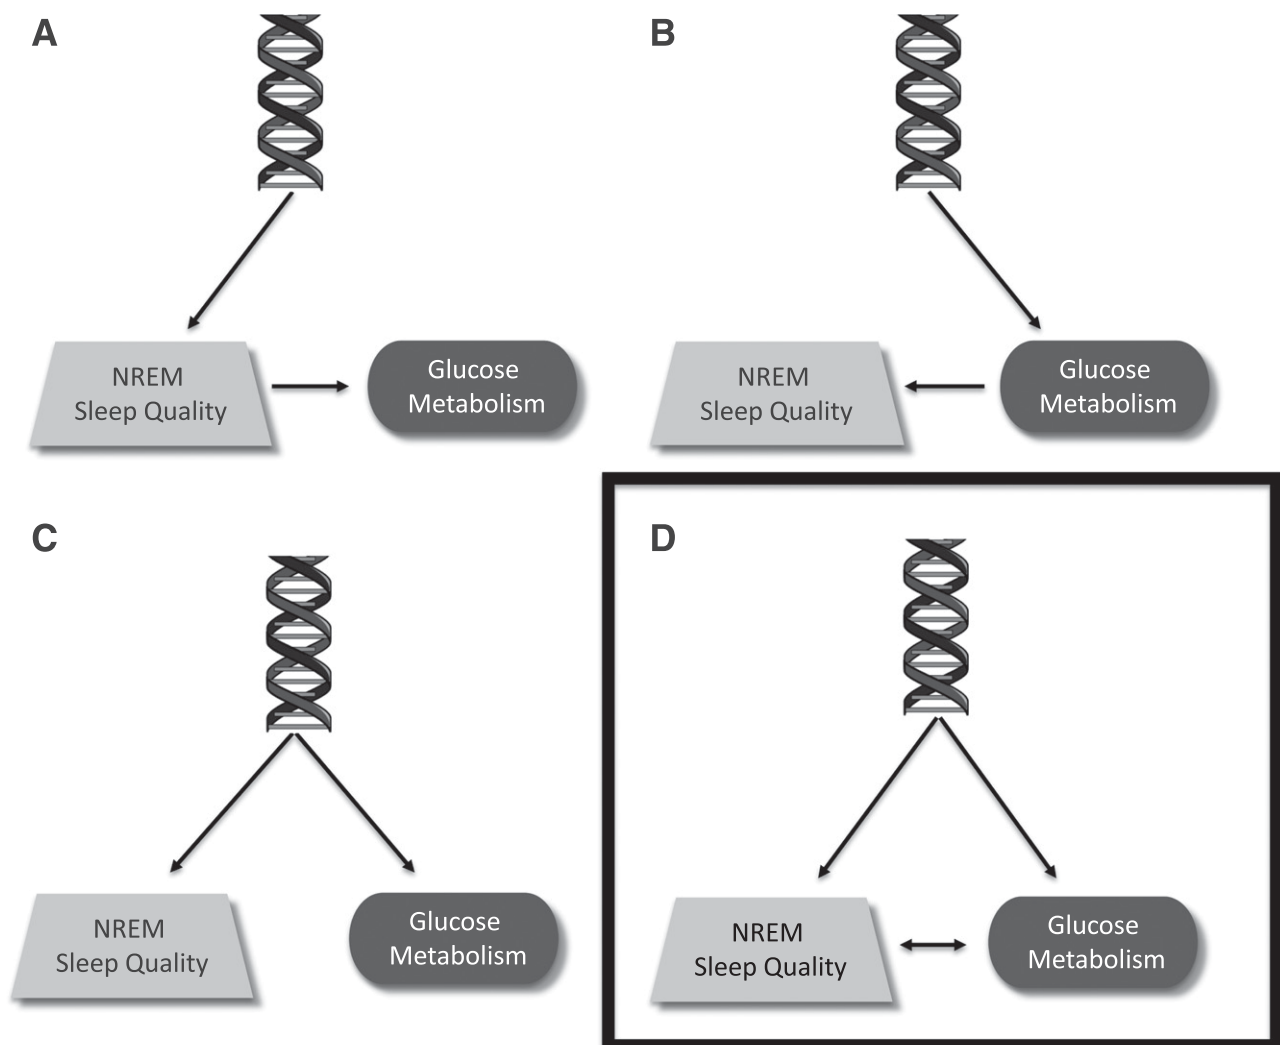 A
NREM
Sleep Quality
Glucose
Metabolism
B
NREM
Sleep Quality
Glucose
Metabolism
C
NREM
Sleep Quality
Glucose
Metabolism
D
NREM
Sleep Quality
Glucose
Metabolism